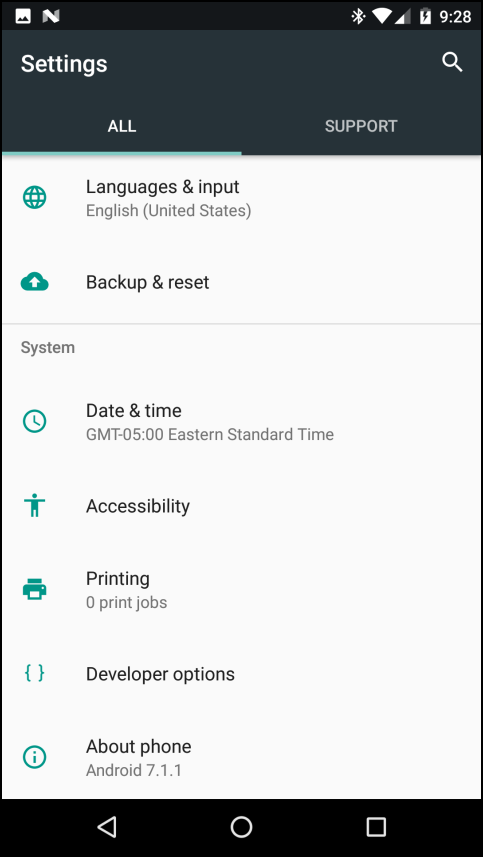 9:28
Settings
ALL
SUPPORT
Languages & input
English (United States)
Backup & reset
System
Date & time
GMT-05:00 Eastern Standard Time
Accessibility
Printing
0 print jobs
{ }
Developer options
About phone
Android 7.1.1